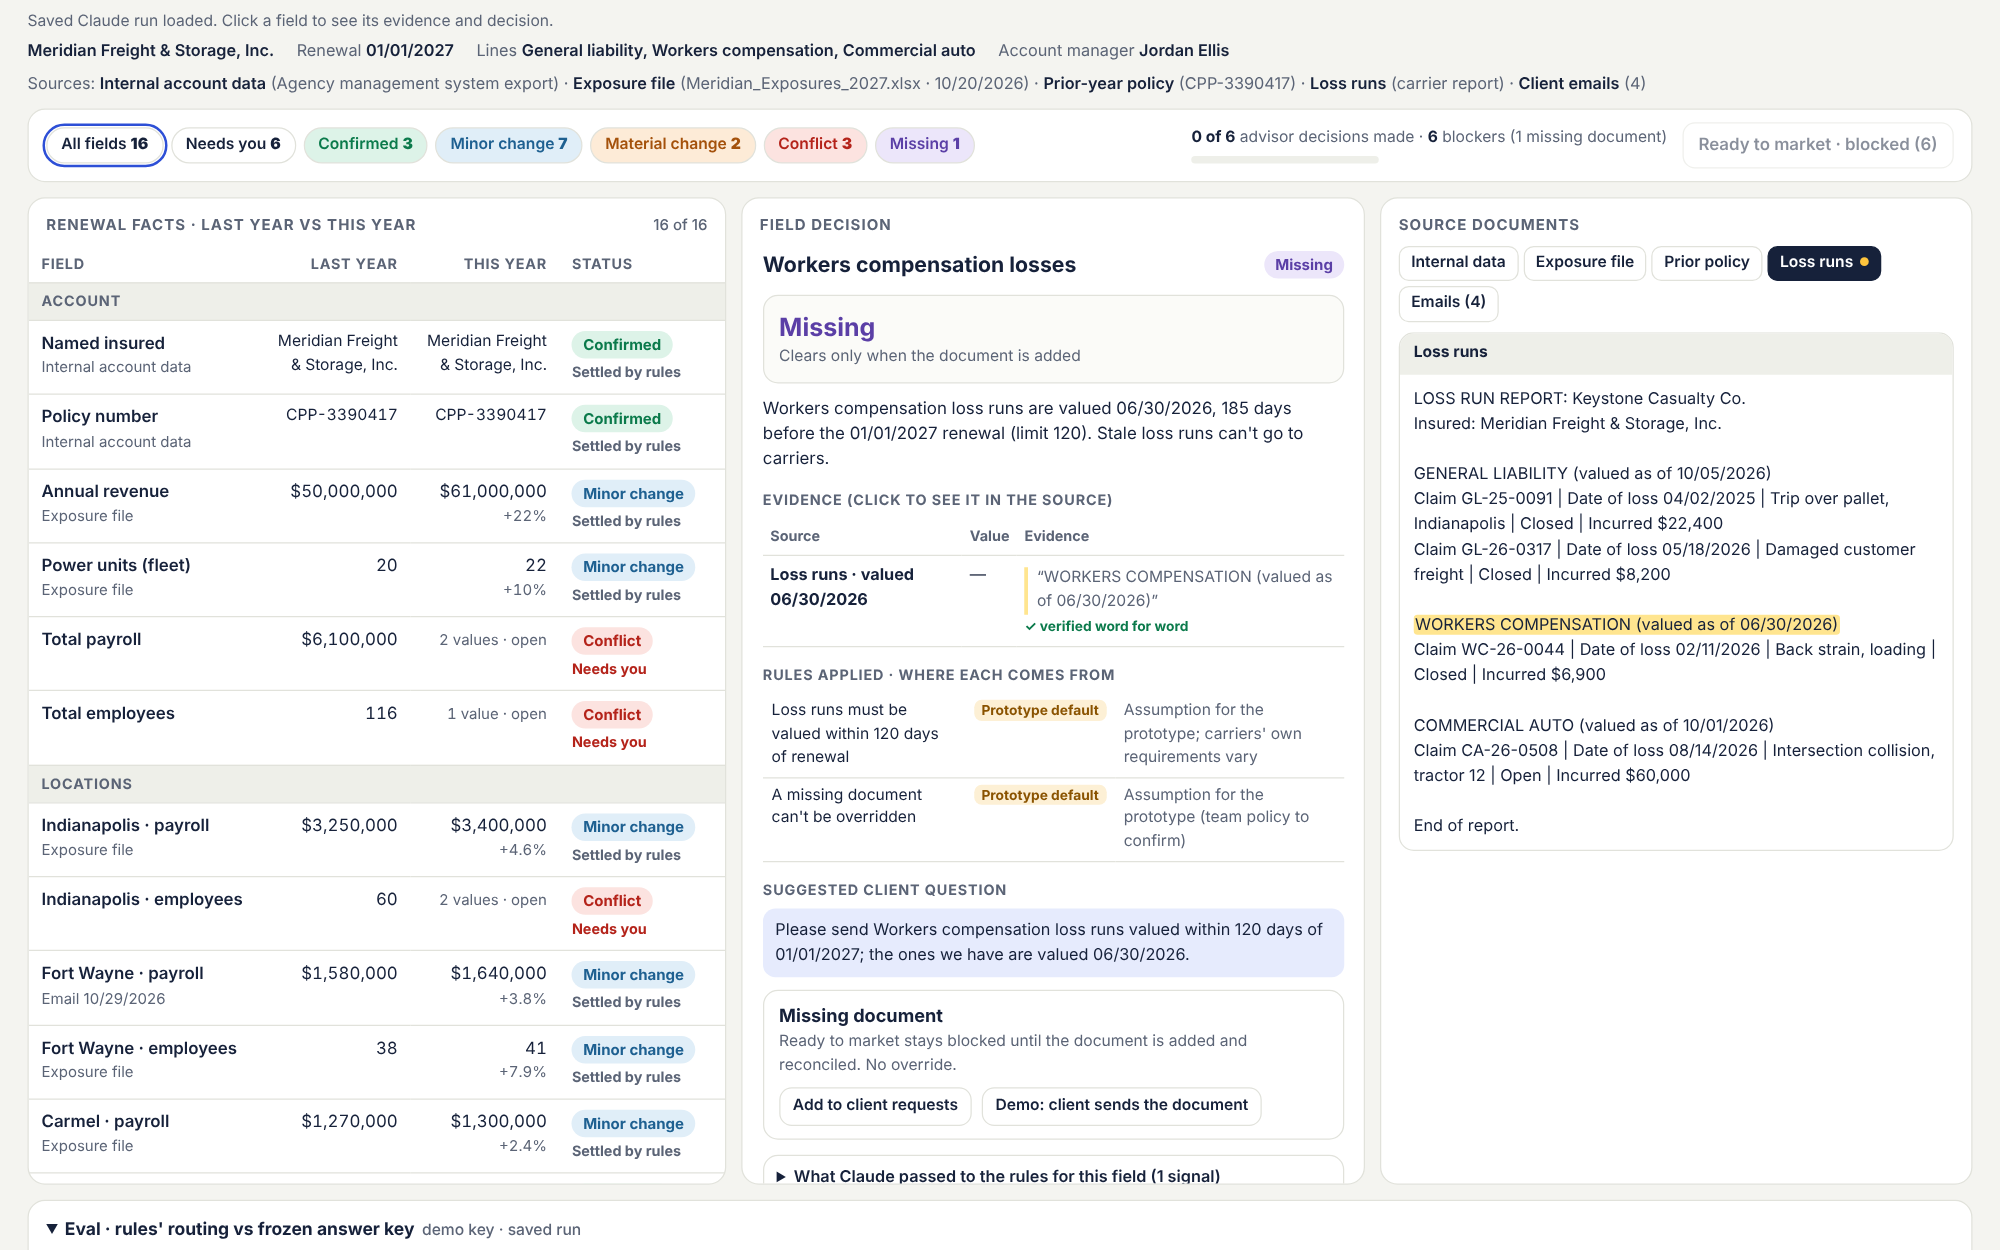 Saved Claude run loaded. Click a field to see its evidence and decision.
Meridian Freight & Storage, Inc. Renewal 01/01/2027 Lines General liability, Workers compensation, Commercial auto Account manager Jordan Ellis
Sources: Internal account data (Agency management system export) · Exposure file (Meridian_Exposures_2027.xlsx · 10/20/2026) · Prior-year policy (CPP-3390417) · Loss runs (carrier report) · Client emails (4)
All fields 16 Needs you 6 Confirmed 3 Minor change 7 Material change 2 Conflict 3 Missing 1
0 of 6 advisor decisions made · 6 blockers (1 missing document)
Ready to market · blocked (6)
RENEWAL FACTS · LAST YEAR VS THIS YEAR 16 of 16
FIELD LAST YEAR THIS YEAR STATUS
ACCOUNT
Named insured Meridian Freight Meridian Freight Confirmed
Internal account data & Storage, Inc. & Storage, Inc. Settled by rules
Policy number CPP-3390417 CPP-3390417 Confirmed
Internal account data Settled by rules
Annual revenue $50,000,000 $61,000,000 Minor change
Exposure file +22% Settled by rules
Power units (fleet) 20 22 Minor change
Exposure file +10% Settled by rules
Total payroll $6,100,000 2 values · open Conflict
Needs you
Total employees 116 1 value · open Conflict
Needs you
LOCATIONS
Indianapolis · payroll $3,250,000 $3,400,000 Minor change
Exposure file +4.6% Settled by rules
Indianapolis · employees 60 2 values · open Conflict
Needs you
Fort Wayne · payroll $1,580,000 $1,640,000 Minor change
Email 10/29/2026 +3.8% Settled by rules
Fort Wayne · employees 38 41 Minor change
Exposure file +7.9% Settled by rules
Carmel · payroll $1,270,000 $1,300,000 Minor change
Exposure file +2.4% Settled by rules
FIELD DECISION
Workers compensation losses Missing
Missing
Clears only when the document is added
Workers compensation loss runs are valued 06/30/2026, 185 days
before the 01/01/2027 renewal (limit 120). Stale loss runs can't go to
carriers.
EVIDENCE (CLICK TO SEE IT IN THE SOURCE)
Source Value Evidence
Loss runs · valued — “WORKERS COMPENSATION (valued as
06/30/2026 of 06/30/2026)”
✓ verified word for word
RULES APPLIED · WHERE EACH COMES FROM
Loss runs must be Prototype default Assumption for the
valued within 120 days prototype; carriers' own
of renewal requirements vary
A missing document Prototype default Assumption for the
can't be overridden prototype (team policy to
confirm)
SUGGESTED CLIENT QUESTION
Please send Workers compensation loss runs valued within 120 days of
01/01/2027; the ones we have are valued 06/30/2026.
Missing document
Ready to market stays blocked until the document is added and
reconciled. No override.
Add to client requests Demo: client sends the document
▶ What Claude passed to the rules for this field (1 signal)
SOURCE DOCUMENTS
Internal data Exposure file Prior policy Loss runs
Emails (4)
Loss runs
LOSS RUN REPORT: Keystone Casualty Co.
Insured: Meridian Freight & Storage, Inc.
GENERAL LIABILITY (valued as of 10/05/2026)
Claim GL-25-0091 | Date of loss 04/02/2025 | Trip over pallet,
Indianapolis | Closed | Incurred $22,400
Claim GL-26-0317 | Date of loss 05/18/2026 | Damaged customer
freight | Closed | Incurred $8,200
WORKERS COMPENSATION (valued as of 06/30/2026)
Claim WC-26-0044 | Date of loss 02/11/2026 | Back strain, loading |
Closed | Incurred $6,900
COMMERCIAL AUTO (valued as of 10/01/2026)
Claim CA-26-0508 | Date of loss 08/14/2026 | Intersection collision,
tractor 12 | Open | Incurred $60,000
End of report.
▼ Eval · rules' routing vs frozen answer key demo key · saved run